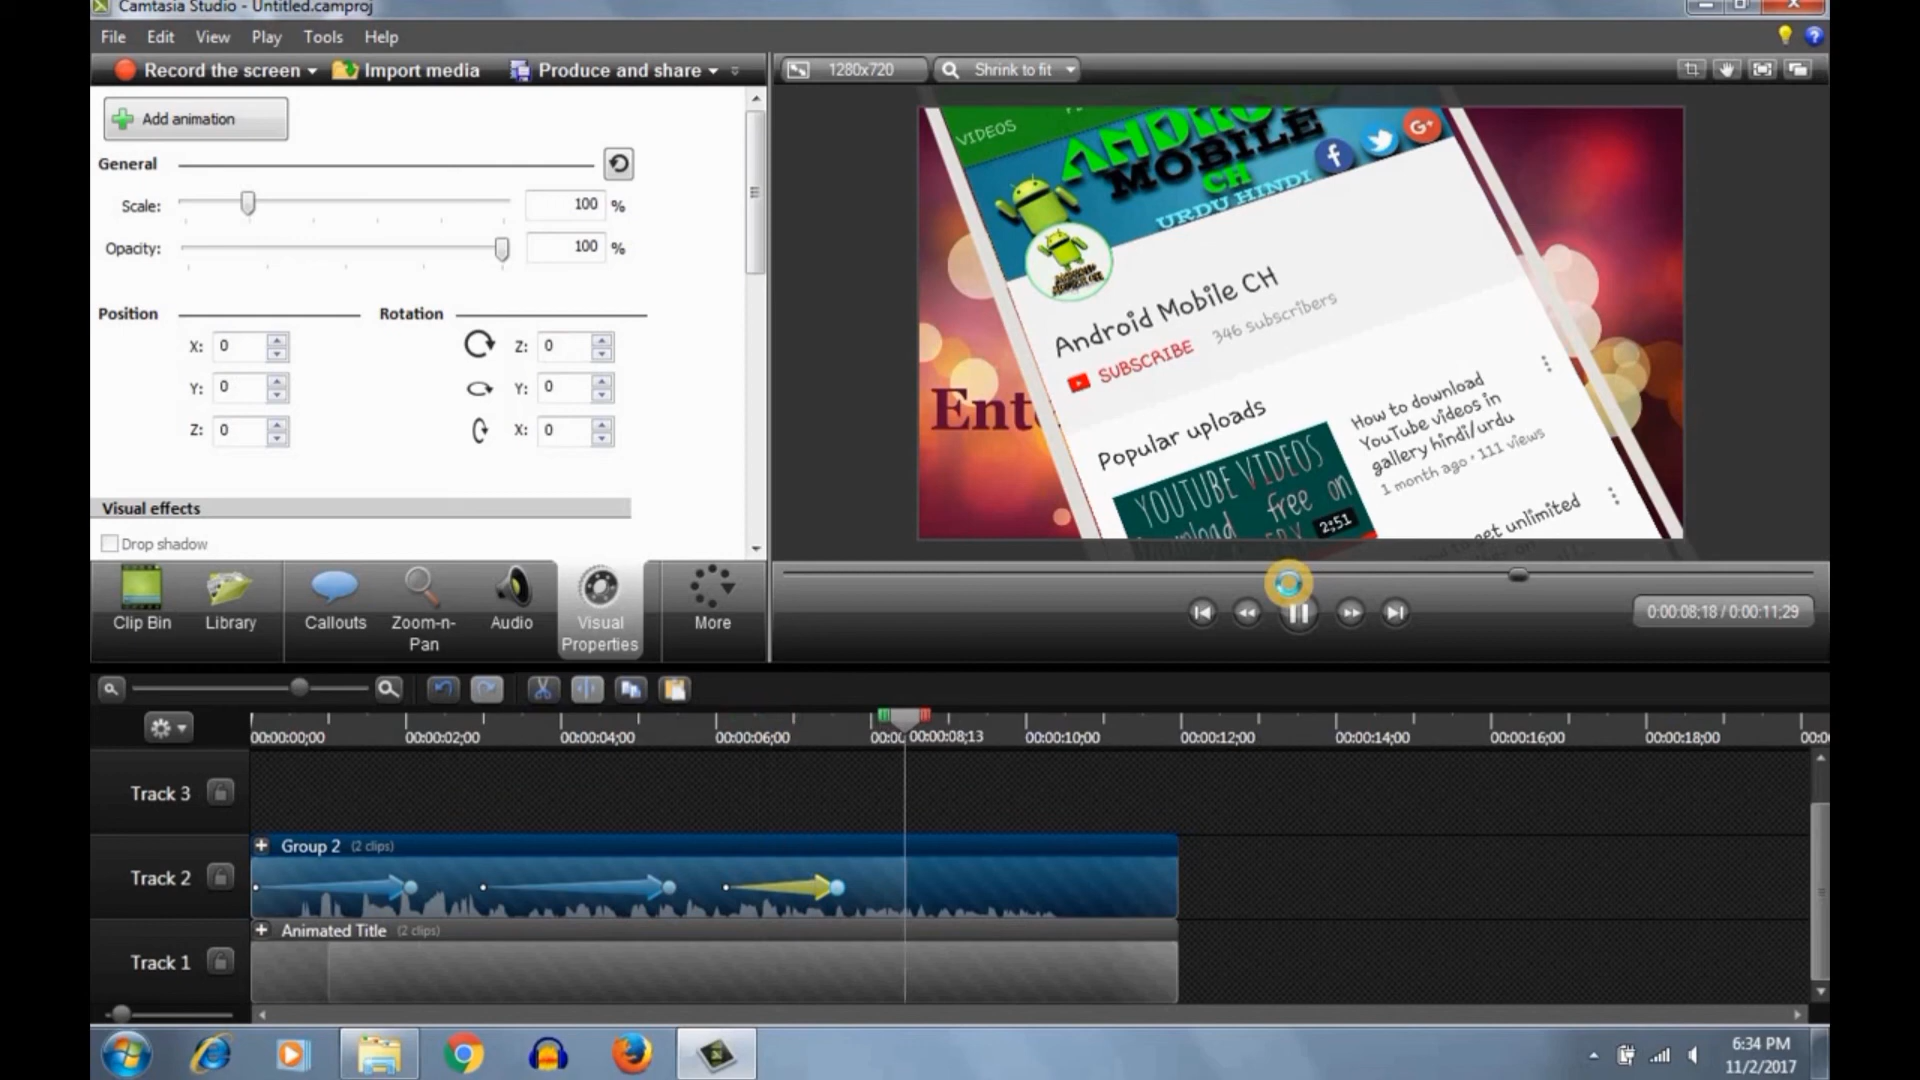 Camtasia Studio - Untitled.camproj
File Edit View Play Tools Help
Record the screen Import media Produce and share
1280x720 Shrink to fit
Add animation
General
Scale: 100 %
Opacity: 100 %
Position Rotation
X: 0 Z: 0
Y: 0 Y: 0
Z: 0 X: 0
Visual effects
Drop shadow
VIDEOS
MOBILE
CH
URDU HINDI
G+
Android Mobile CH
SUBSCRIBE 346 subscribers
Ente
Popular uploads
How to download
YouTube videos in
gallery hindi/urdu
1 month ago • 111 views
YOUTUBE VIDEOS
free on
2:51
get unlimited
Clip Bin Library Callouts Zoom-n-Pan Audio Visual Properties More
0:00:08;18 / 0:00:11;29
00:00:00;00 00:00:02;00 00:00:04;00 00:00:06;00 00:00:08;13 00:00:10;00 00:00:12;00 00:00:14;00 00:00:16;00 00:00:18;00
Track 3
Group 2 (2 clips)
Track 2
Animated Title (2 clips)
Track 1
6:34 PM
11/2/2017